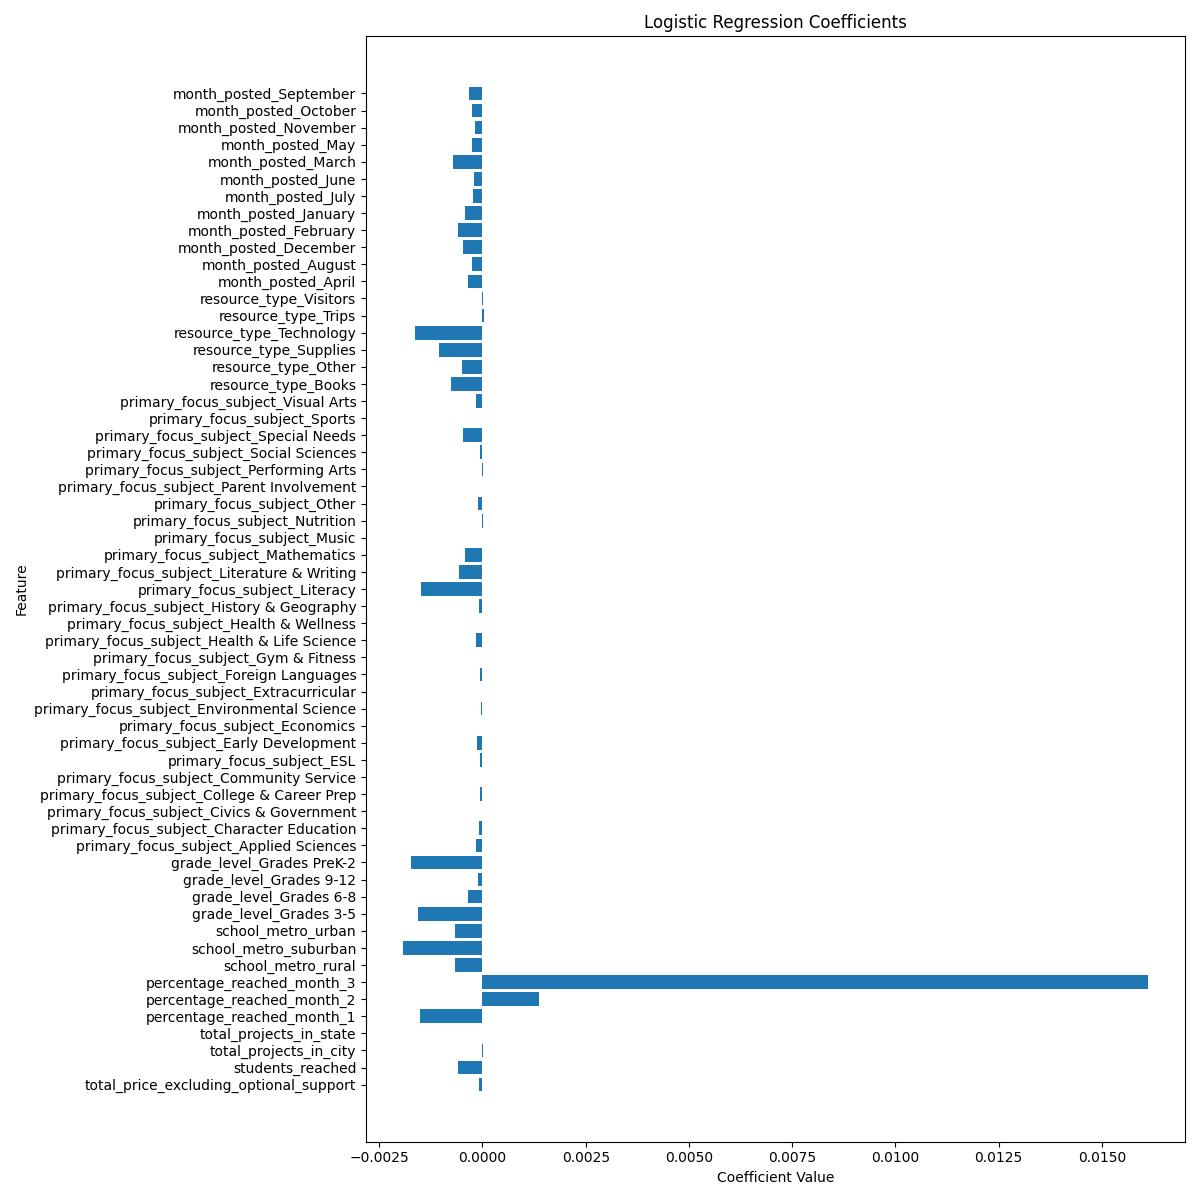 Logistic Regression Coefficients
month_posted_September
month_posted_October
month_posted_November
month_posted_May
month_posted_March
month_posted_June
month_posted_July
month_posted_January
month_posted_February
month_posted_December
month_posted_August
month_posted_April
resource_type_Visitors
resource_type_Trips
resource_type_Technology
resource_type_Supplies
resource_type_Other
resource_type_Books
primary_focus_subject_Visual Arts
primary_focus_subject_Sports
primary_focus_subject_Special Needs
primary_focus_subject_Social Sciences
primary_focus_subject_Performing Arts
primary_focus_subject_Parent Involvement
primary_focus_subject_Other
primary_focus_subject_Nutrition
primary_focus_subject_Music
primary_focus_subject_Mathematics
primary_focus_subject_Literature & Writing
primary_focus_subject_Literacy
primary_focus_subject_History & Geography
primary_focus_subject_Health & Wellness
primary_focus_subject_Health & Life Science
primary_focus_subject_Gym & Fitness
primary_focus_subject_Foreign Languages
primary_focus_subject_Extracurricular
primary_focus_subject_Environmental Science
primary_focus_subject_Economics
primary_focus_subject_Early Development
primary_focus_subject_ESL
primary_focus_subject_Community Service
primary_focus_subject_College & Career Prep
primary_focus_subject_Civics & Government
primary_focus_subject_Character Education
primary_focus_subject_Applied Sciences
grade_level_Grades PreK-2
grade_level_Grades 9-12
grade_level_Grades 6-8
grade_level_Grades 3-5
school_metro_urban
school_metro_suburban
school_metro_rural
percentage_reached_month_3
percentage_reached_month_2
percentage_reached_month_1
total_projects_in_state
total_projects_in_city
students_reached
total_price_excluding_optional_support
Feature
−0.0025 0.0000 0.0025 0.0050 0.0075 0.0100 0.0125 0.0150
Coefficient Value